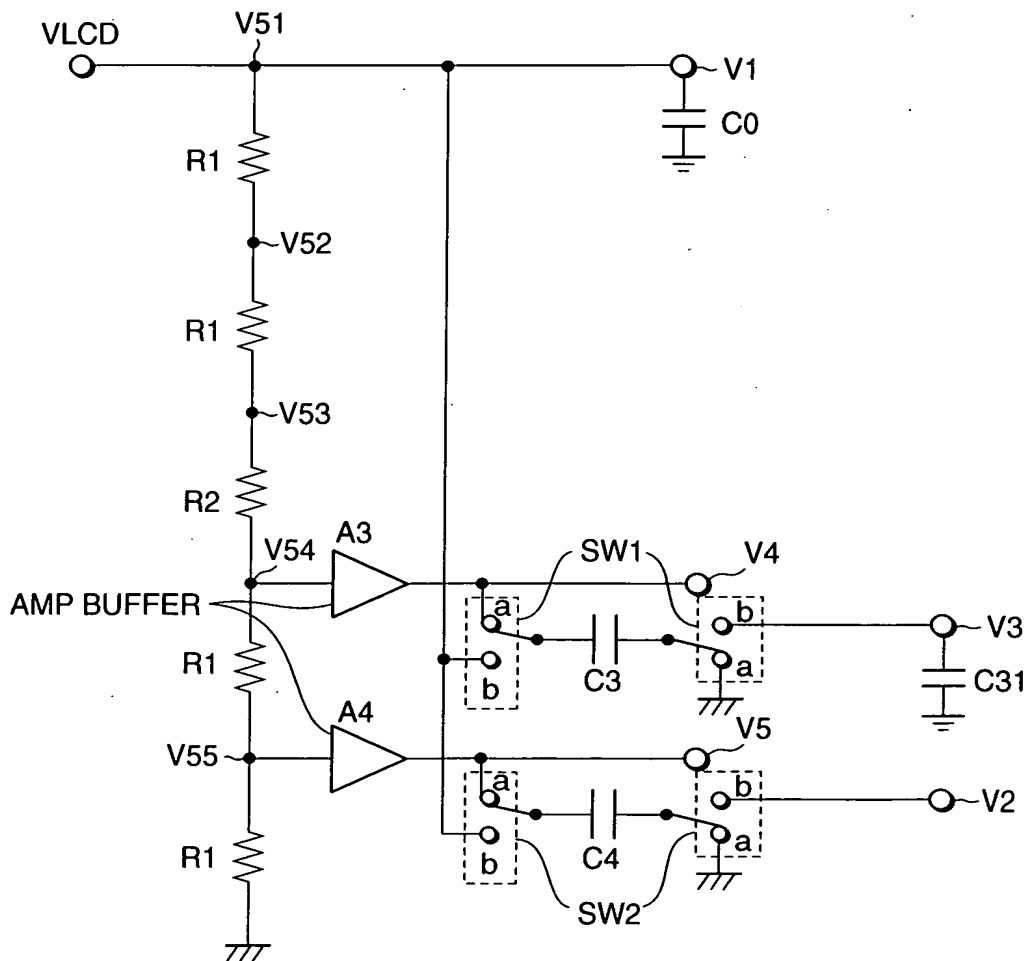 VLCD
V51
V1
C0
R1
V52
R1
V53
R2
A3
SW1
V4
V54
AMP BUFFER
a
b
b
V3
C3
a
C31
R1
b
A4
V5
V55
a
b
V2
R1
b
C4
a
SW2